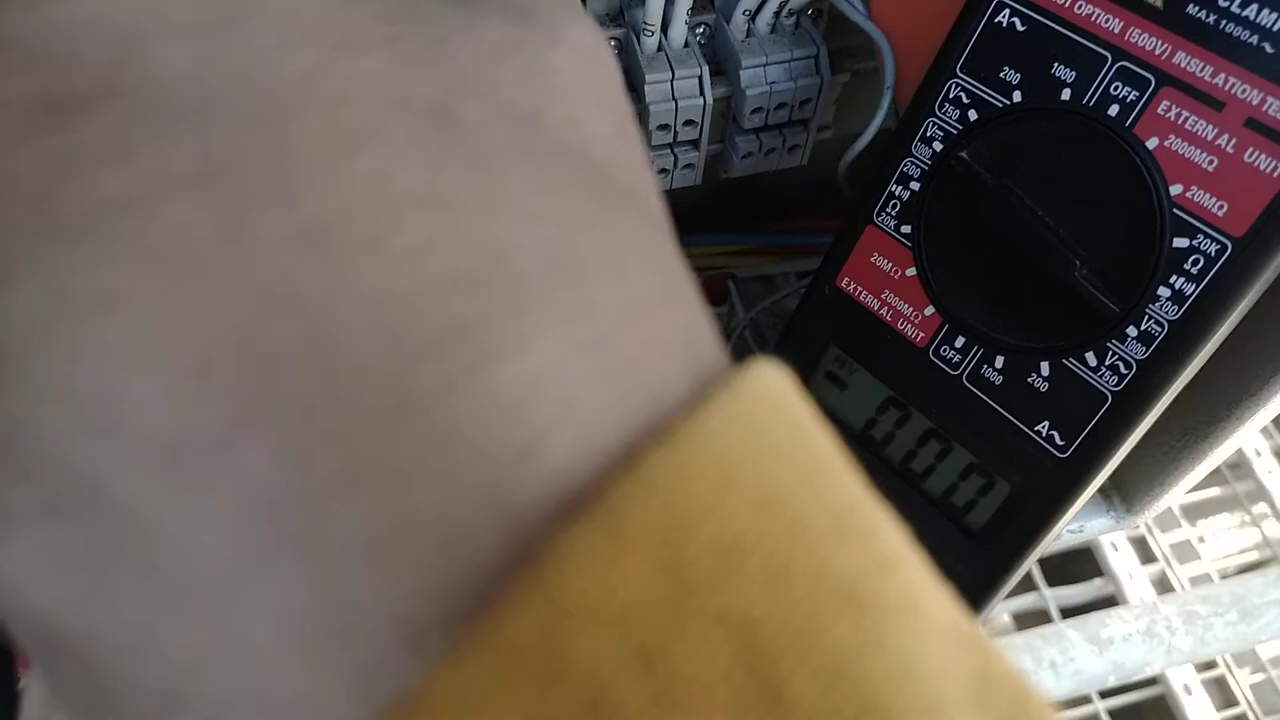 CLAMP
MAX 1000A~
OPTION (500V) INSULATION TE
A~
200
1000
OFF
EXTERNAL UNIT
2000MΩ
20MΩ
V~
750
V⎓
1000
200
Ω
20K
20MΩ
2000MΩ
EXTERNAL UNIT
20K
Ω
200
V⎓
1000
V~
750
OFF
1000
200
A~
000